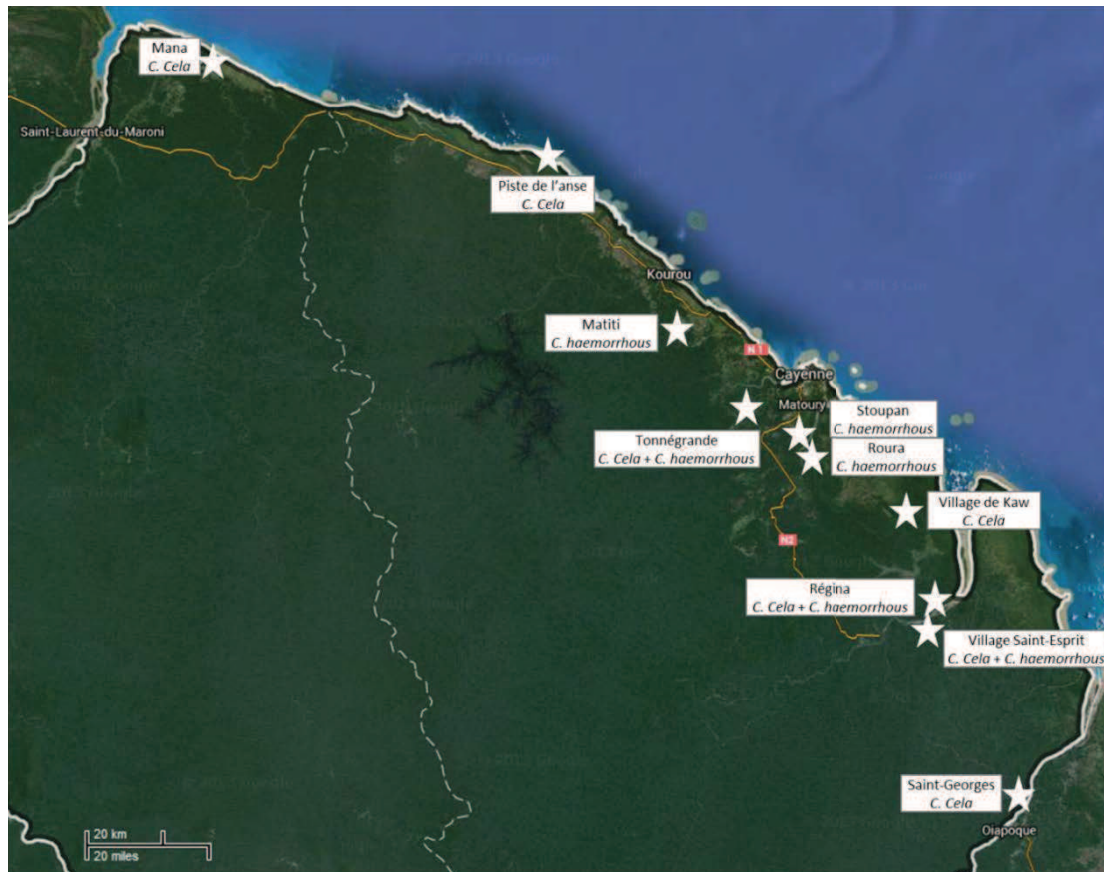 Mana
C. Cela
Saint-Laurent-du-Maroni
Piste de l'anse
C. Cela
Kourou
Matiti
C. haemorrhous
N 1
Cayenne
Matoury
Stoupan
C. haemorrhous
Tonnégrande
C. Cela + C. haemorrhous
Roura
C. haemorrhous
Village de Kaw
C. Cela
N2
Régina
C. Cela + C. haemorrhous
Village Saint-Esprit
C. Cela + C. haemorrhous
Saint-Georges
C. Cela
Oiapoque
20 km
20 miles